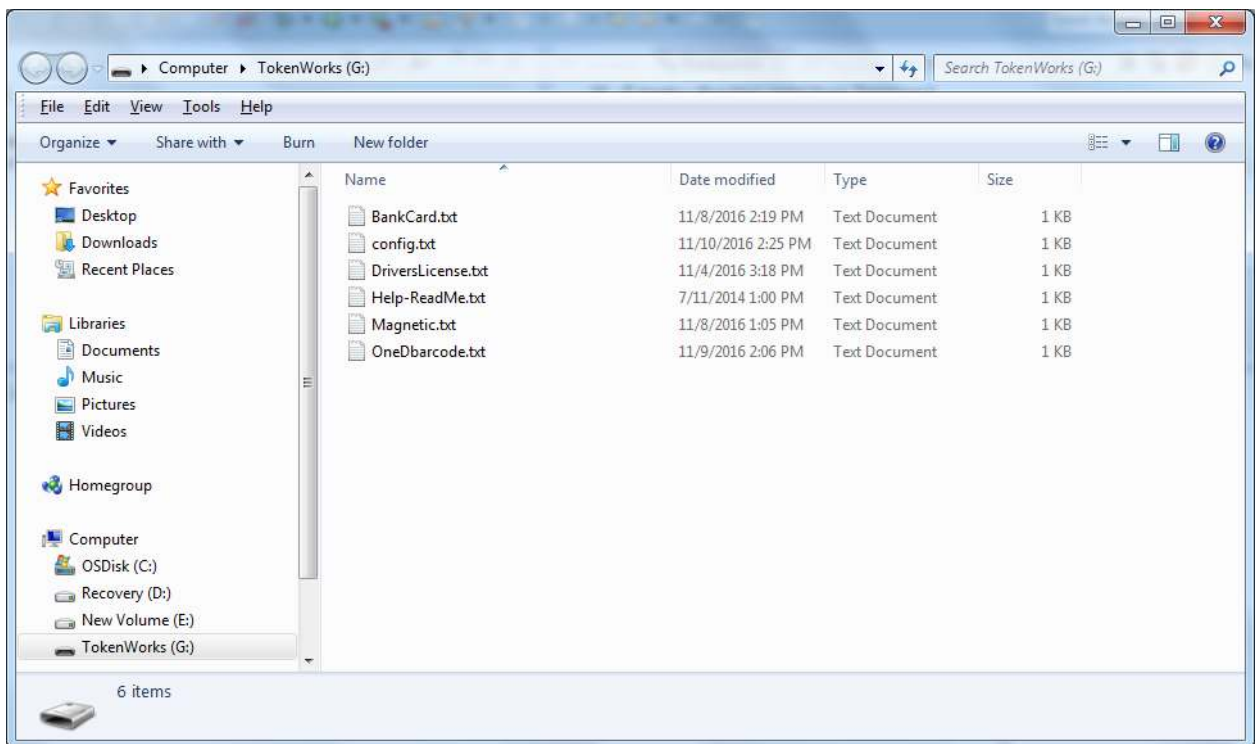 Computer TokenWorks (G:) Search TokenWorks (G:)
File Edit View Tools Help
Organize Share with Burn New folder
Name Date modified Type Size
Favorites
Desktop
Downloads
Recent Places
Libraries
Documents
Music
Pictures
Videos
Homegroup
Computer
OSDisk (C:)
Recovery (D:)
New Volume (E:)
TokenWorks (G:)
BankCard.txt 11/8/2016 2:19 PM Text Document 1 KB
config.txt 11/10/2016 2:25 PM Text Document 1 KB
DriversLicense.txt 11/4/2016 3:18 PM Text Document 1 KB
Help-ReadMe.txt 7/11/2014 1:00 PM Text Document 1 KB
Magnetic.txt 11/8/2016 1:05 PM Text Document 1 KB
OneDbarcode.txt 11/9/2016 2:06 PM Text Document 1 KB
6 items